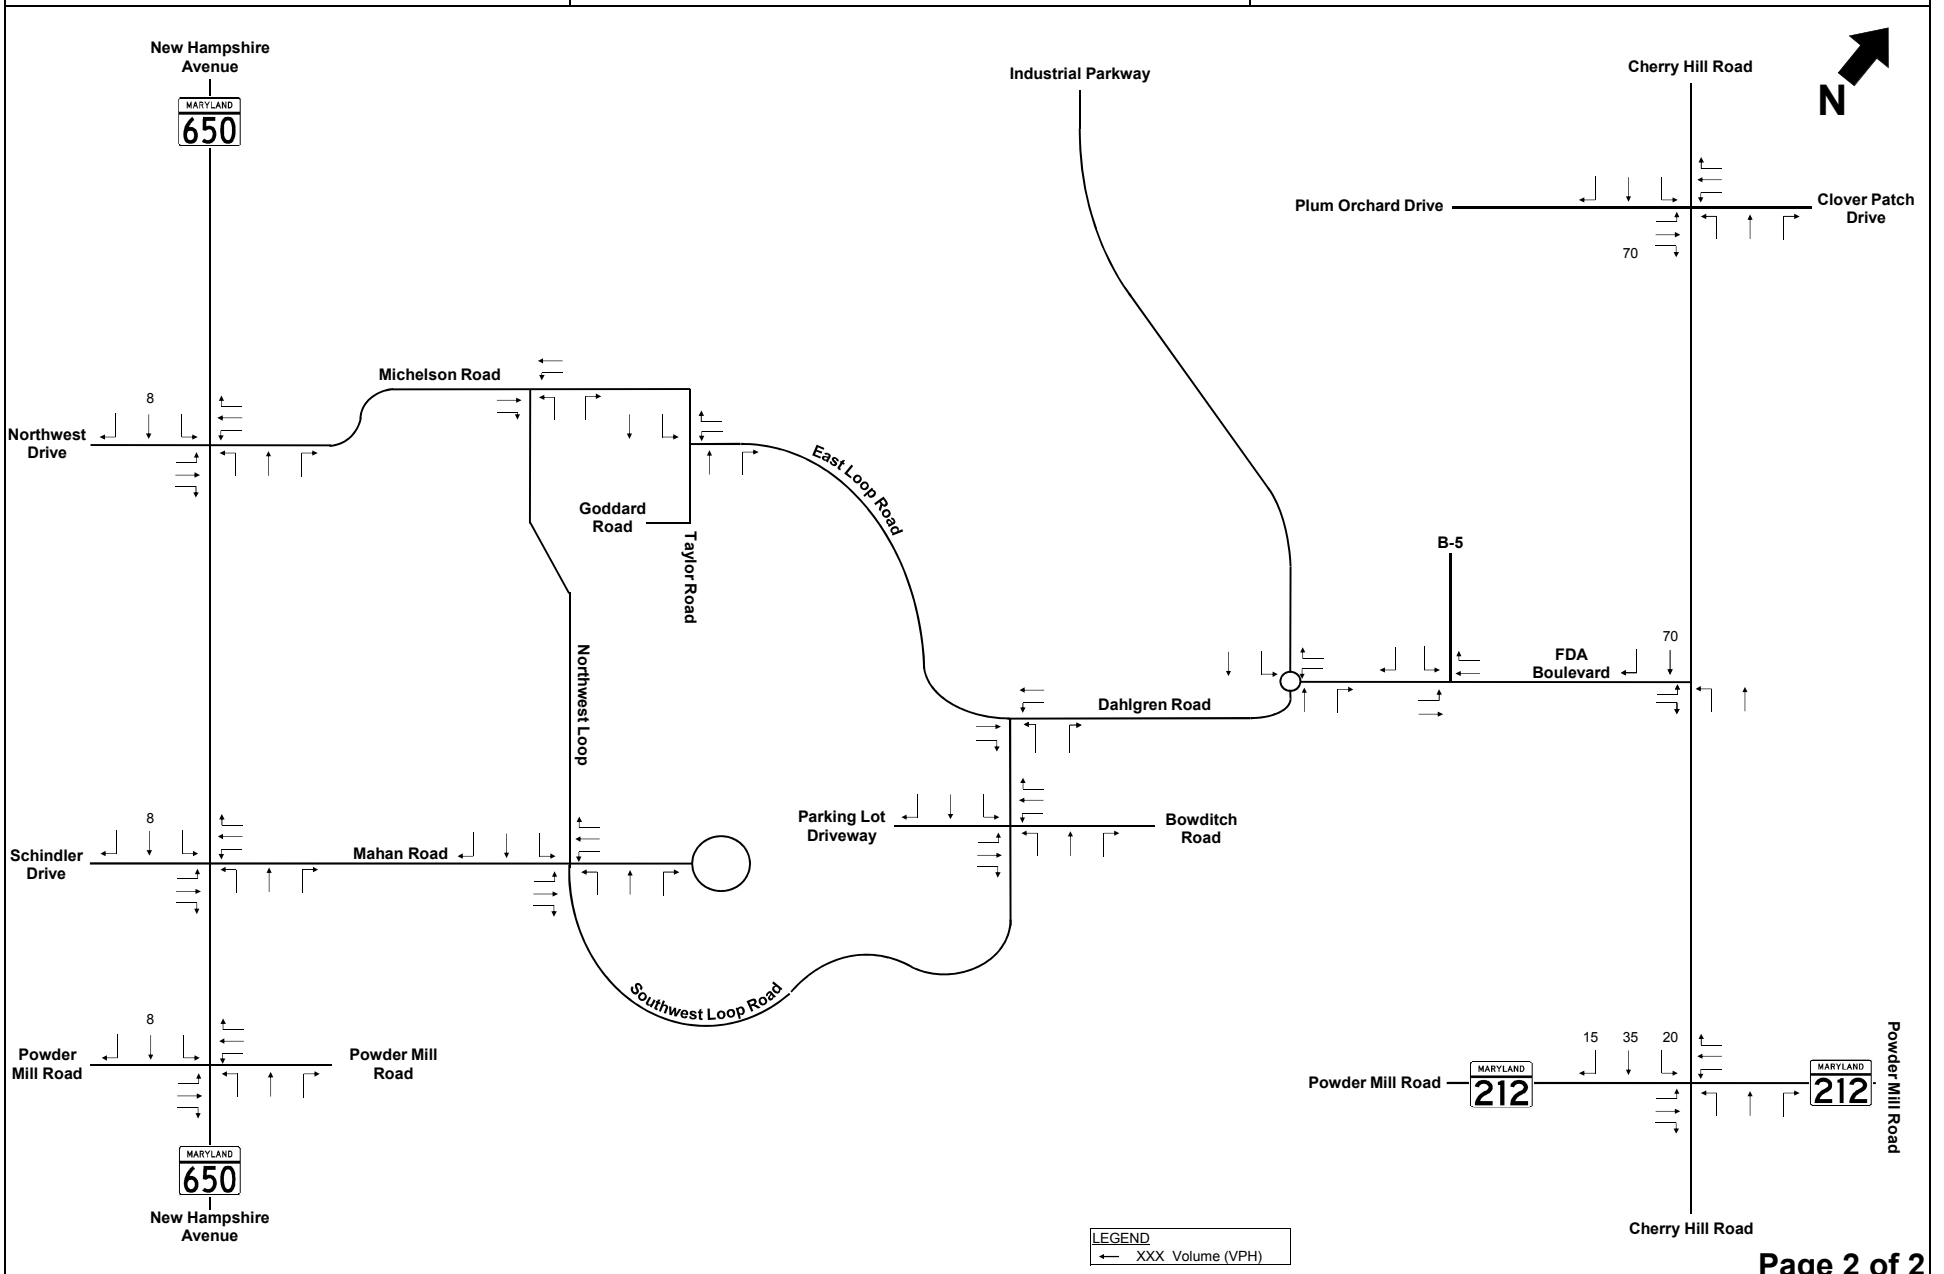 New Hampshire
Avenue
MARYLAND
650
Industrial Parkway
Cherry Hill Road
N
Plum Orchard Drive
Clover Patch
Drive
70
Michelson Road
8
Northwest
Drive
East Loop Road
Goddard
Road
Taylor Road
B-5
Northwest Loop
70
FDA
Boulevard
Dahlgren Road
8
Parking Lot
Driveway
Bowditch
Road
Schindler
Drive
Mahan Road
Southwest Loop Road
8
Powder
Mill Road
Powder Mill
Road
15 35 20
Powder Mill Road
MARYLAND
212
MARYLAND
212
Powder Mill Road
MARYLAND
650
New Hampshire
Avenue
Cherry Hill Road
LEGEND
XXX Volume (VPH)
Page 2 of 2